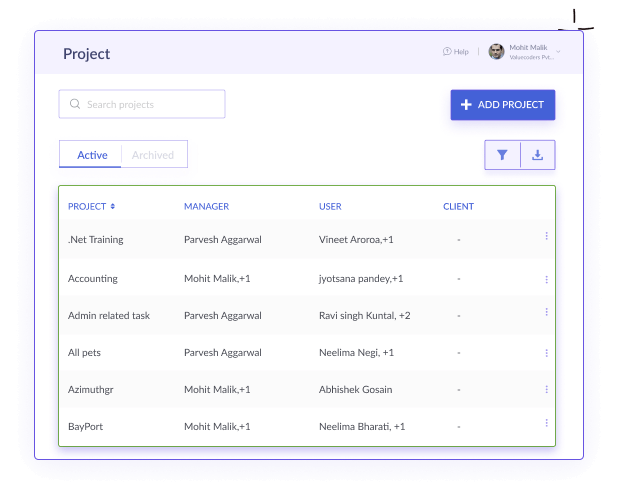 Project
Help
Mohit Malik
Valuecoders Pvt...
Search projects
+ ADD PROJECT
Active
Archived
PROJECT MANAGER USER CLIENT
.Net Training Parvesh Aggarwal Vineet Aroroa,+1 -
Accounting Mohit Malik,+1 jyotsana pandey,+1 -
Admin related task Parvesh Aggarwal Ravi singh Kuntal, +2 -
All pets Parvesh Aggarwal Neelima Negi, +1 -
Azimuthgr Mohit Malik,+1 Abhishek Gosain -
BayPort Mohit Malik,+1 Neelima Bharati, +1 -